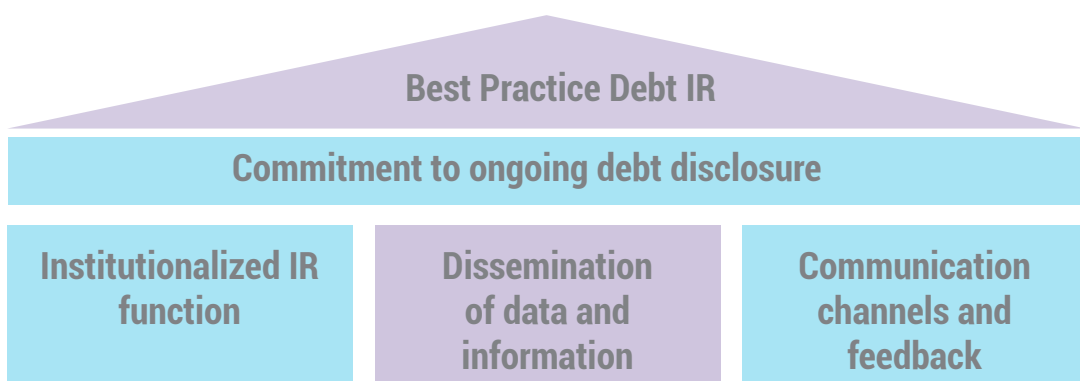 Best Practice Debt IR
Commitment to ongoing debt disclosure
Institutionalized IR
function
Dissemination
of data and
information
Communication
channels and
feedback